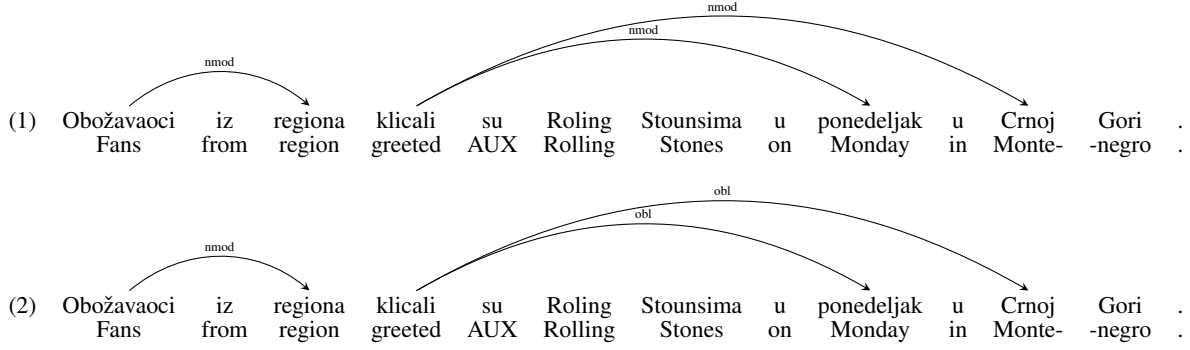 nmod
nmod
nmod
(1) Obožavaoci iz regiona klicali su Roling Stounsima u ponedeljak u Crnoj Gori .
Fans from region greeted AUX Rolling Stones on Monday in Monte- -negro .
obl
obl
nmod
(2) Obožavaoci iz regiona klicali su Roling Stounsima u ponedeljak u Crnoj Gori .
Fans from region greeted AUX Rolling Stones on Monday in Monte- -negro .